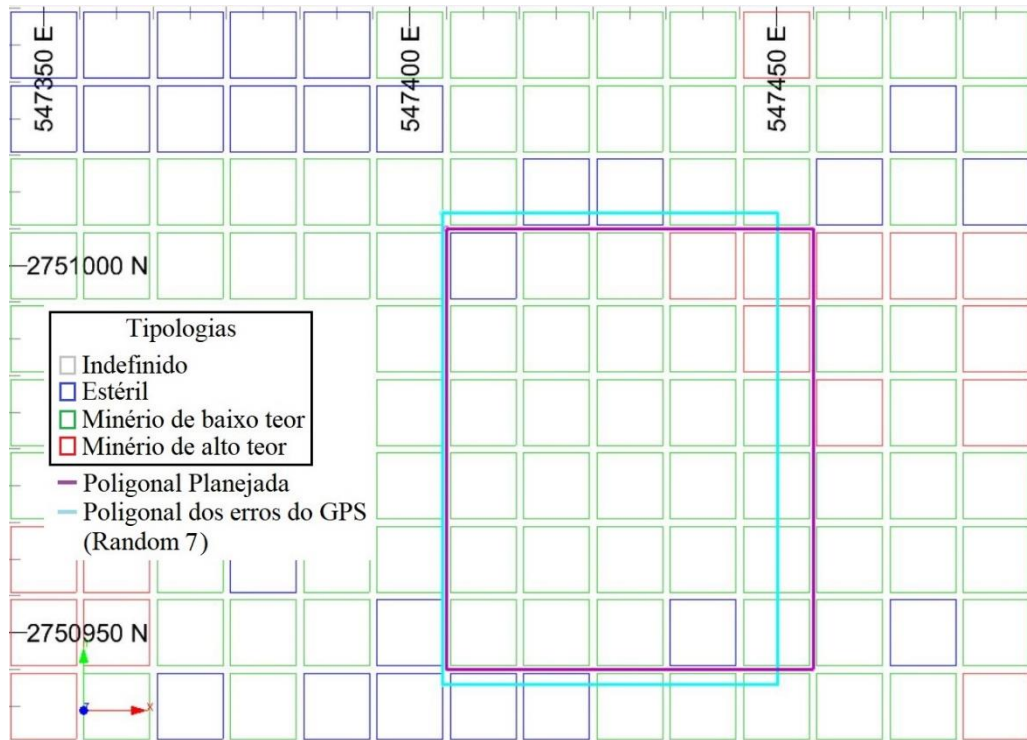 547350 E
547400 E
547450 E
2751000 N
Tipologias
Indefinido
Estéril
Minério de baixo teor
Minério de alto teor
Poligonal Planejada
Poligonal dos erros do GPS
(Random 7)
2750950 N
X